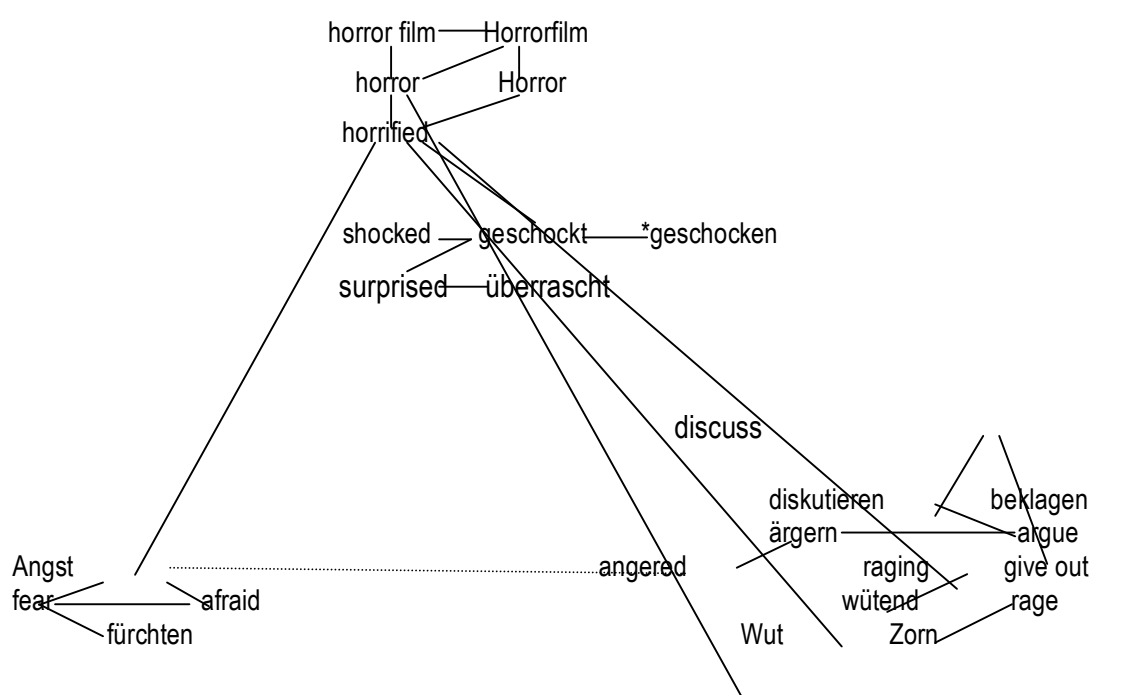 horror film Horrorfilm
horror Horror
horrified
shocked geschockt *geschocken
surprised überrascht
discuss
diskutieren beklagen
ärgern argue
Angst angered raging give out
fear afraid wütend rage
fürchten Wut Zorn